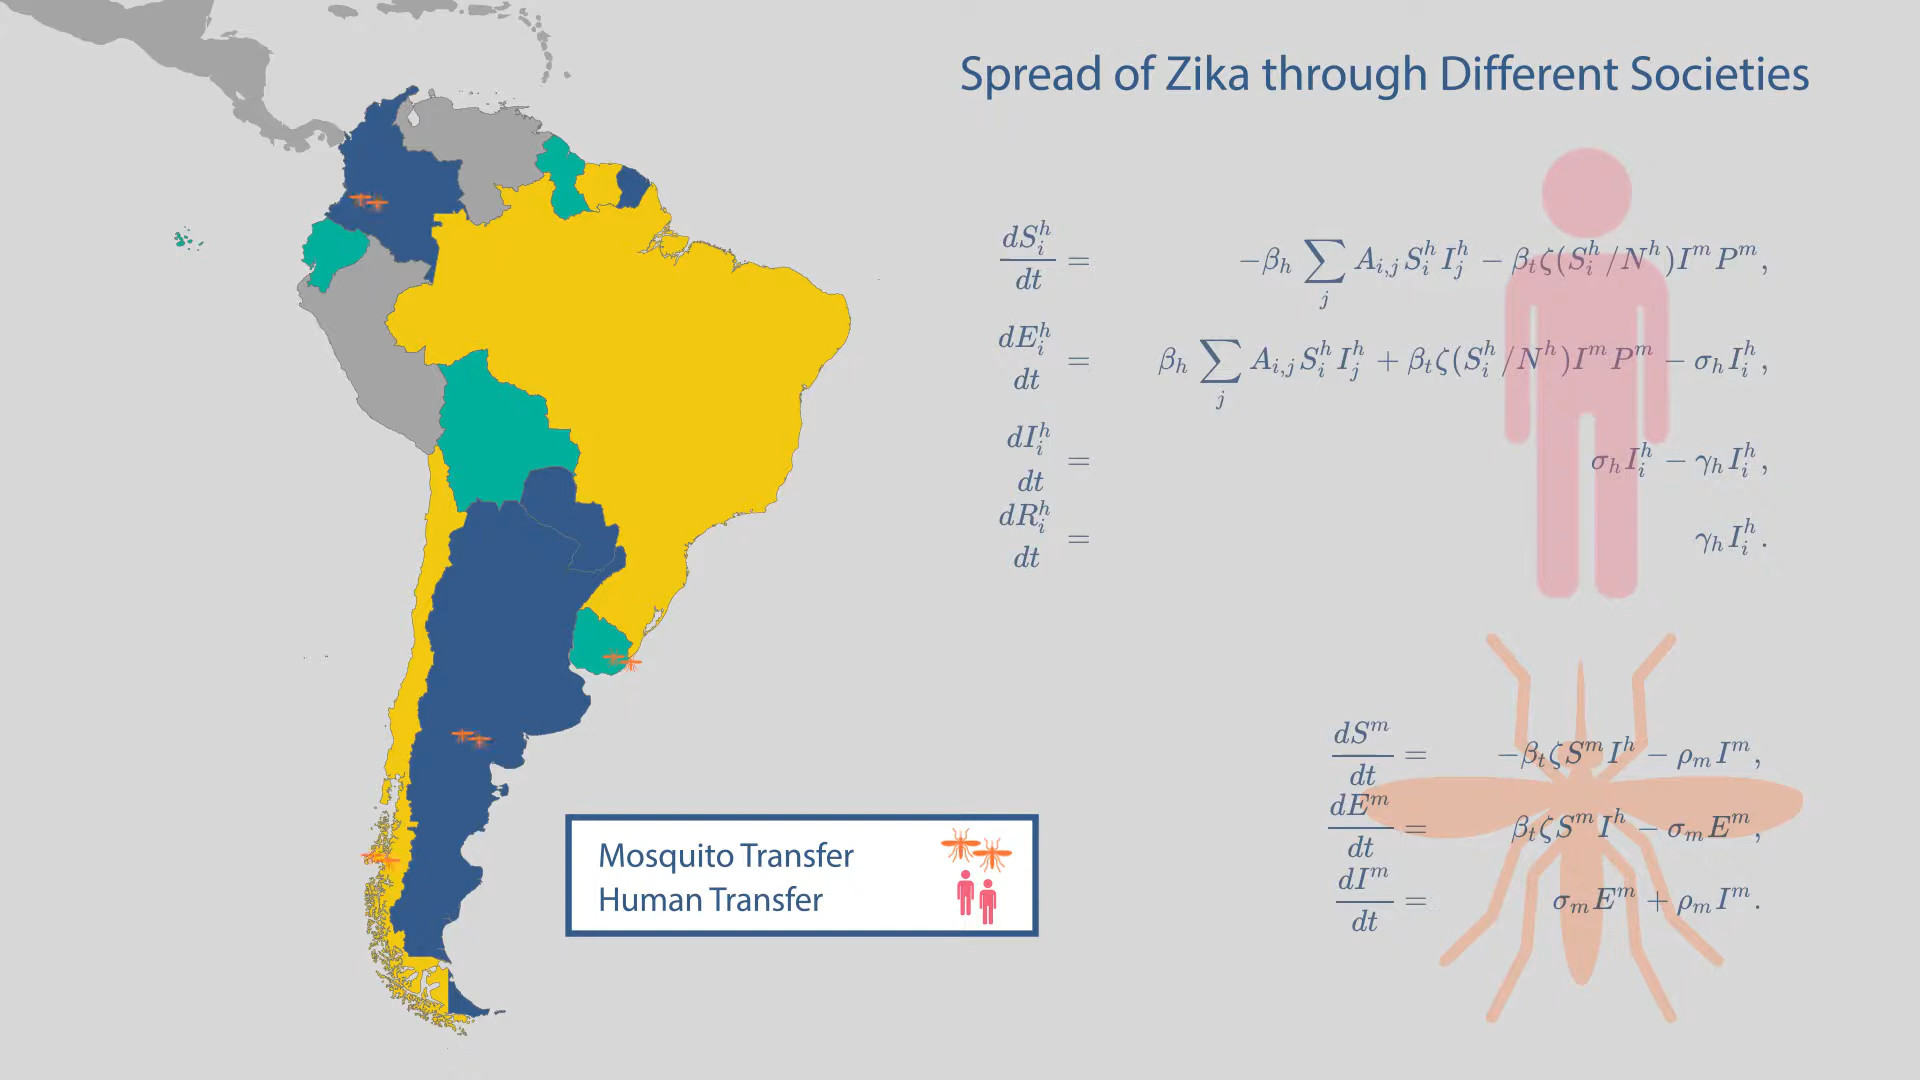 Spread of Zika through Different Societies
dS_i^h/dt = −β_h ∑_j A_{i,j} S_i^h I_j^h − β_t ζ(S_i^h/N^h) I^m P^m,
dE_i^h/dt = β_h ∑_j A_{i,j} S_i^h I_j^h + β_t ζ(S_i^h/N^h) I^m P^m − σ_h I_i^h,
dI_i^h/dt = σ_h I_i^h − γ_h I_i^h,
dR_i^h/dt = γ_h I_i^h.
dS^m/dt = −β_t ζ S^m I^h − ρ_m I^m,
dE^m/dt = β_t ζ S^m I^h − σ_m E^m,
dI^m/dt = σ_m E^m + ρ_m I^m.
Mosquito Transfer
Human Transfer